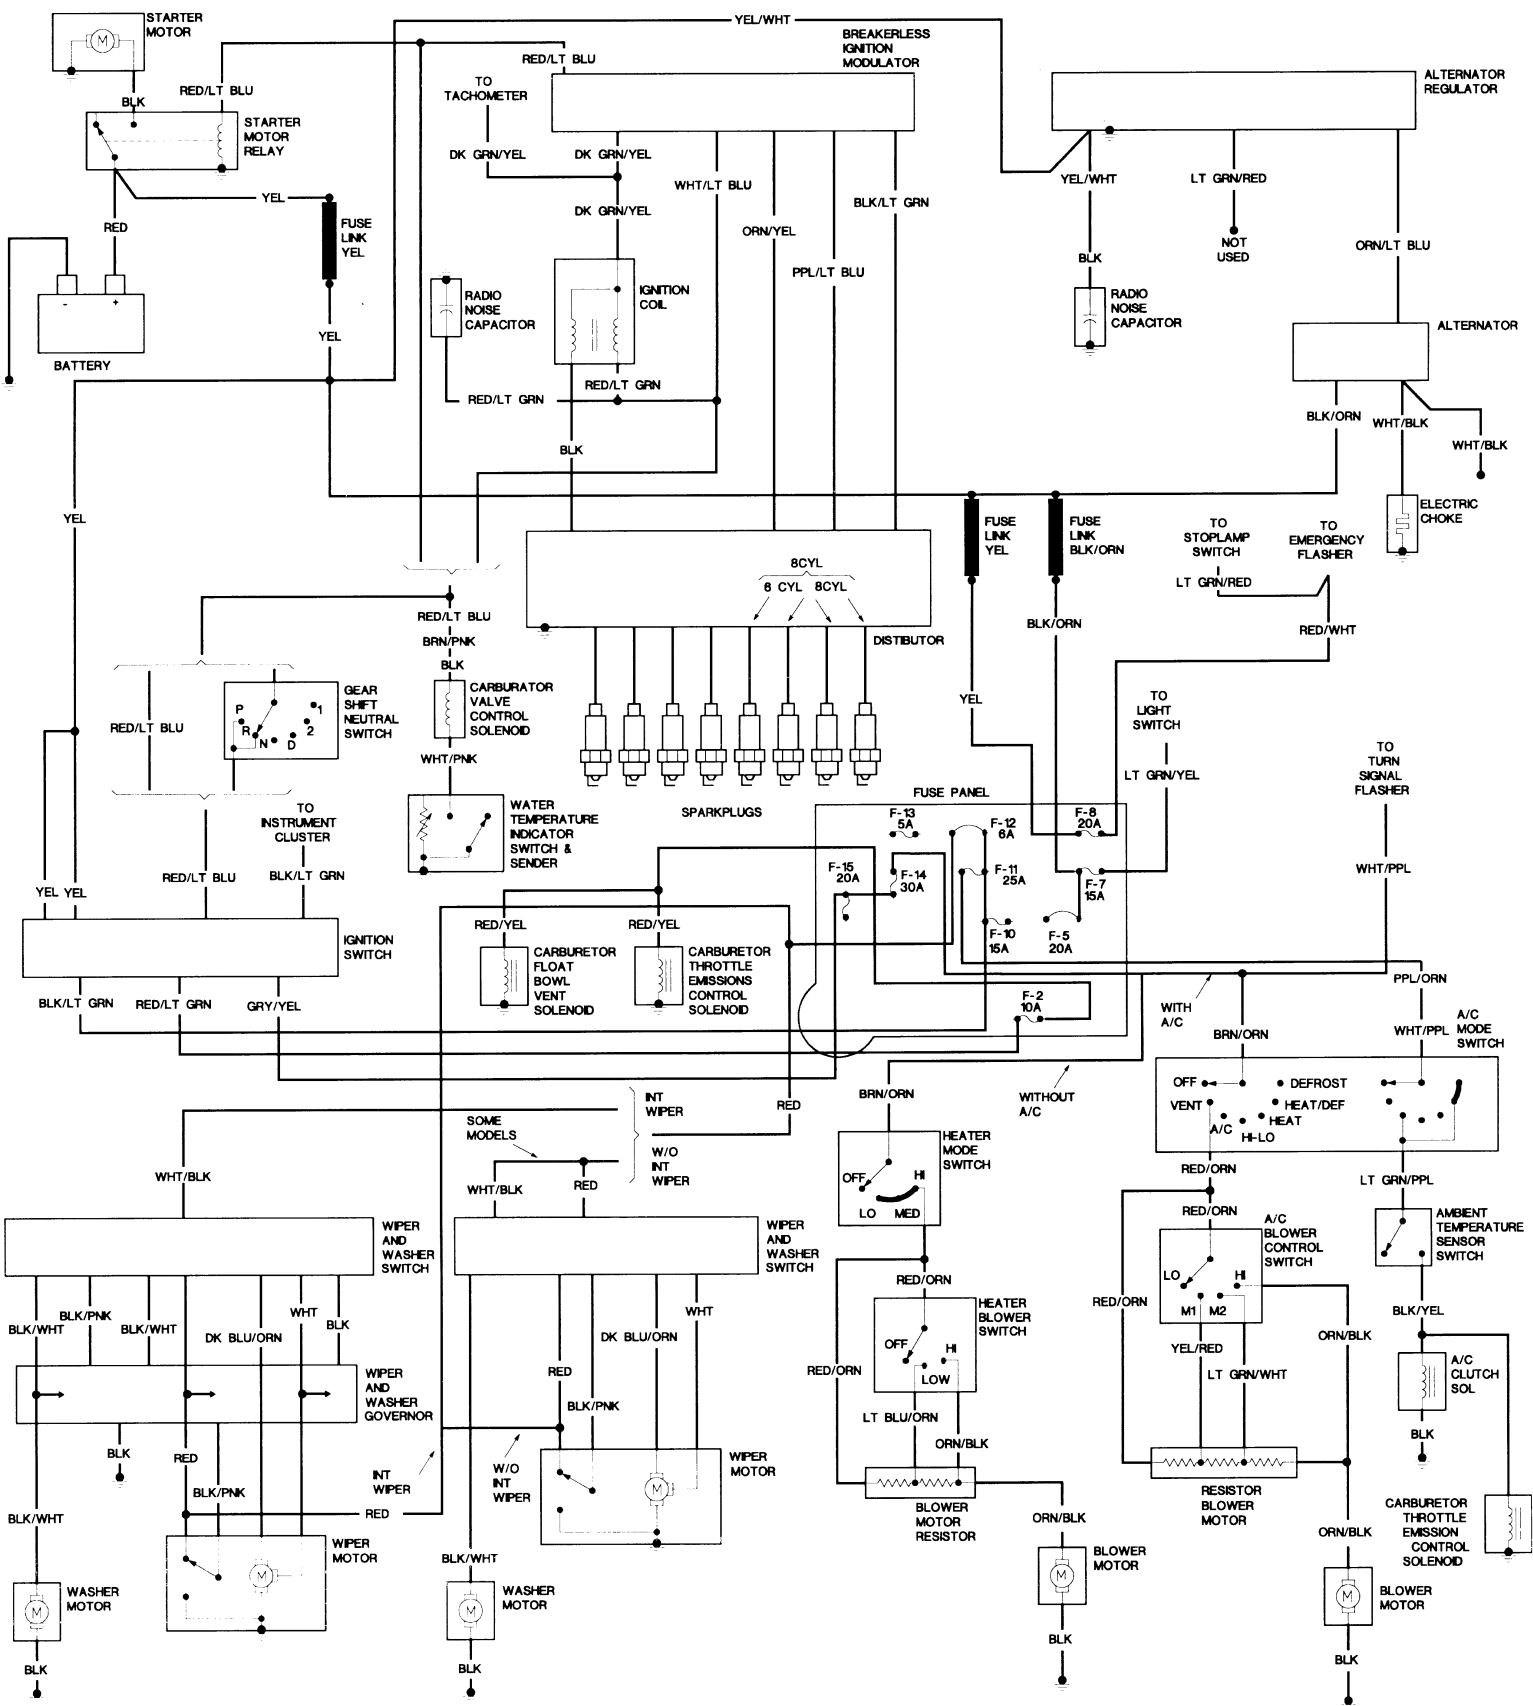 STARTER
MOTOR
M
BLK
RED/LT BLU
STARTER
MOTOR
RELAY
YEL
RED
FUSE
LINK
YEL
-
+
BATTERY
YEL
YEL/WHT
RED/LT BLU
BREAKERLESS
IGNITION
MODULATOR
TO
TACHOMETER
DK GRN/YEL
DK GRN/YEL
DK GRN/YEL
WHT/LT BLU
ORN/YEL
PPL/LT BLU
BLK/LT GRN
RADIO
NOISE
CAPACITOR
IGNITION
COIL
RED/LT GRN
RED/LT GRN
BLK
ALTERNATOR
REGULATOR
YEL/WHT
LT GRN/RED
NOT
USED
BLK
RADIO
NOISE
CAPACITOR
ORN/LT BLU
ALTERNATOR
BLK/ORN
WHT/BLK
WHT/BLK
ELECTRIC
CHOKE
FUSE
LINK
YEL
FUSE
LINK
BLK/ORN
TO
STOPLAMP
SWITCH
TO
EMERGENCY
FLASHER
LT GRN/RED
BLK/ORN
RED/WHT
YEL
TO
LIGHT
SWITCH
LT GRN/YEL
TO
TURN
SIGNAL
FLASHER
WHT/PPL
YEL
8CYL
6 CYL
8CYL
DISTIBUTOR
SPARKPLUGS
RED/LT BLU
BRN/PNK
BLK
CARBURATOR
VALVE
CONTROL
SOLENOID
WHT/PNK
WATER
TEMPERATURE
INDICATOR
SWITCH &
SENDER
RED/LT BLU
P
R
N
D
2
1
GEAR
SHIFT
NEUTRAL
SWITCH
TO
INSTRUMENT
CLUSTER
RED/LT BLU
BLK/LT GRN
YEL
YEL
IGNITION
SWITCH
BLK/LT GRN
RED/LT GRN
GRY/YEL
RED/YEL
RED/YEL
CARBURETOR
FLOAT
BOWL
VENT
SOLENOID
CARBURETOR
THROTTLE
EMISSIONS
CONTROL
SOLENOID
FUSE PANEL
F-13
5A
F-12
6A
F-8
20A
F-15
20A
F-14
30A
F-11
25A
F-7
15A
F-10
15A
F-5
20A
F-2
10A
WITH
A/C
WITHOUT
A/C
BRN/ORN
BRN/ORN
PPL/ORN
WHT/PPL
A/C
MODE
SWITCH
OFF
DEFROST
VENT
HEAT/DEF
A/C
HEAT
HI-LO
RED
INT
WIPER
W/O
INT
WIPER
SOME
MODELS
WHT/BLK
WHT/BLK
RED
HEATER
MODE
SWITCH
OFF
HI
LO
MED
RED/ORN
RED/ORN
LT GRN/PPL
AMBIENT
TEMPERATURE
SENSOR
SWITCH
A/C
BLOWER
CONTROL
SWITCH
LO
HI
M1
M2
WIPER
AND
WASHER
SWITCH
WIPER
AND
WASHER
SWITCH
RED/ORN
HEATER
BLOWER
SWITCH
OFF
HI
LOW
RED/ORN
RED/ORN
YEL/RED
LT GRN/WHT
ORN/BLK
BLK/YEL
A/C
CLUTCH
SOL
BLK
BLK/WHT
BLK/PNK
BLK/WHT
DK BLU/ORN
WHT
BLK
WIPER
AND
WASHER
GOVERNOR
RED
BLK/PNK
DK BLU/ORN
WHT
LT BLU/ORN
ORN/BLK
BLK
RED
BLK/PNK
INT
WIPER
W/O
INT
WIPER
WIPER
MOTOR
M
RED
BLK/WHT
WIPER
MOTOR
M
BLOWER
MOTOR
RESISTOR
RESISTOR
BLOWER
MOTOR
ORN/BLK
ORN/BLK
CARBURETOR
THROTTLE
EMISSION
CONTROL
SOLENOID
BLK/WHT
WASHER
MOTOR
M
WASHER
MOTOR
M
BLOWER
MOTOR
M
BLOWER
MOTOR
M
BLK
BLK
BLK
BLK